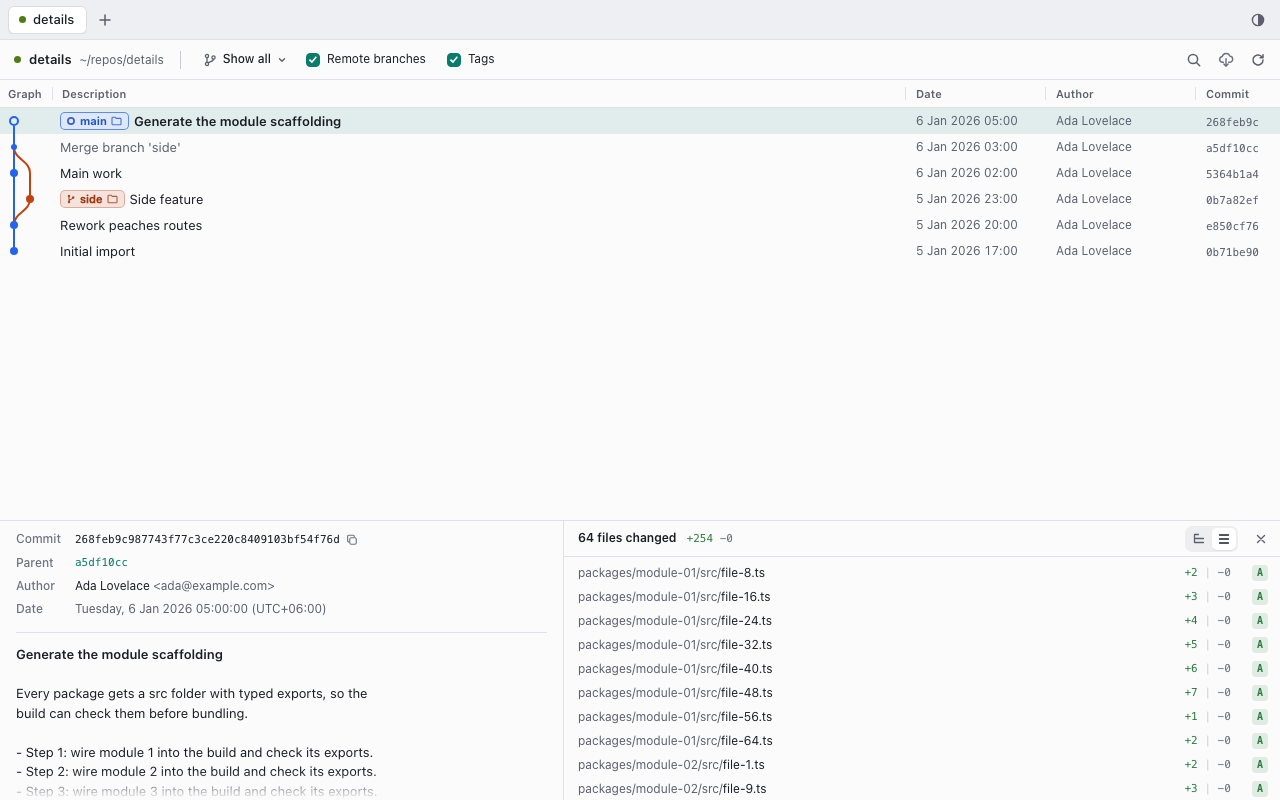 details
details ~/repos/details Show all Remote branches Tags
Graph Description Date Author Commit
main Generate the module scaffolding 6 Jan 2026 05:00 Ada Lovelace 268feb9c
Merge branch 'side' 6 Jan 2026 03:00 Ada Lovelace a5df10cc
Main work 6 Jan 2026 02:00 Ada Lovelace 5364b1a4
side Side feature 5 Jan 2026 23:00 Ada Lovelace 0b7a82ef
Rework peaches routes 5 Jan 2026 20:00 Ada Lovelace e850cf76
Initial import 5 Jan 2026 17:00 Ada Lovelace 0b71be90
Commit 268feb9c987743f77c3ce220c8409103bf54f76d
Parent a5df10cc
Author Ada Lovelace <ada@example.com>
Date Tuesday, 6 Jan 2026 05:00:00 (UTC+06:00)
Generate the module scaffolding
Every package gets a src folder with typed exports, so the
build can check them before bundling.
- Step 1: wire module 1 into the build and check its exports.
- Step 2: wire module 2 into the build and check its exports.
- Step 3: wire module 3 into the build and check its exports.
64 files changed +254 −0
packages/module-01/src/file-8.ts +2 | −0 A
packages/module-01/src/file-16.ts +3 | −0 A
packages/module-01/src/file-24.ts +4 | −0 A
packages/module-01/src/file-32.ts +5 | −0 A
packages/module-01/src/file-40.ts +6 | −0 A
packages/module-01/src/file-48.ts +7 | −0 A
packages/module-01/src/file-56.ts +1 | −0 A
packages/module-01/src/file-64.ts +2 | −0 A
packages/module-02/src/file-1.ts +2 | −0 A
packages/module-02/src/file-9.ts +3 | −0 A